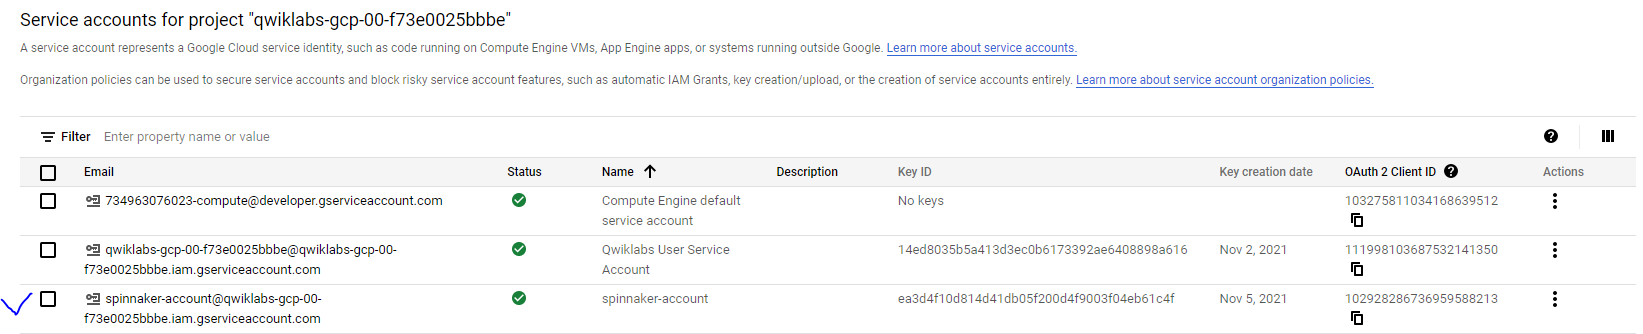 Service accounts for project "qwiklabs-gcp-00-f73e0025bbbe"
A service account represents a Google Cloud service identity, such as code running on Compute Engine VMs, App Engine apps, or systems running outside Google. Learn more about service accounts.
Organization policies can be used to secure service accounts and block risky service account features, such as automatic IAM Grants, key creation/upload, or the creation of service accounts entirely. Learn more about service account organization policies.
Filter Enter property name or value
Email Status Name Description Key ID Key creation date OAuth 2 Client ID Actions
734963076023-compute@developer.gserviceaccount.com Compute Engine default No keys 103275811034168639512
service account
qwiklabs-gcp-00-f73e0025bbbe@qwiklabs-gcp-00- Qwiklabs User Service 14ed8035b5a413d3ec0b6173392ae6408898a616 Nov 2, 2021 111998103687532141350
f73e0025bbbe.iam.gserviceaccount.com Account
spinnaker-account@qwiklabs-gcp-00- spinnaker-account ea3d4f10d814d41db05f200d4f9003f04eb61c4f Nov 5, 2021 102928286736959588213
f73e0025bbbe.iam.gserviceaccount.com